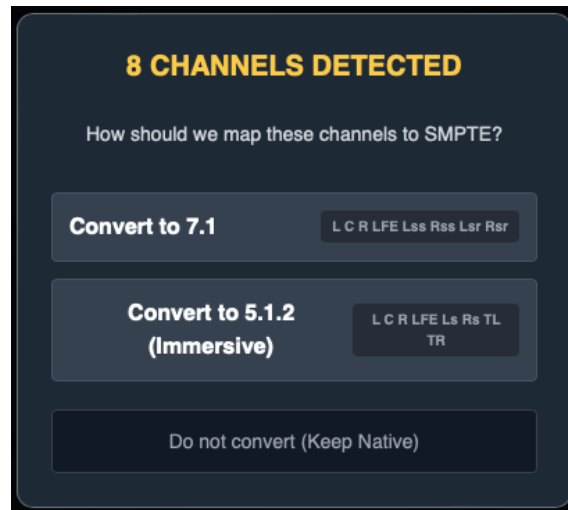 8 CHANNELS DETECTED
How should we map these channels to SMPTE?
Convert to 7.1
L C R LFE Lss Rss Lsr Rsr
Convert to 5.1.2
(Immersive)
L C R LFE Ls Rs TL
TR
Do not convert (Keep Native)